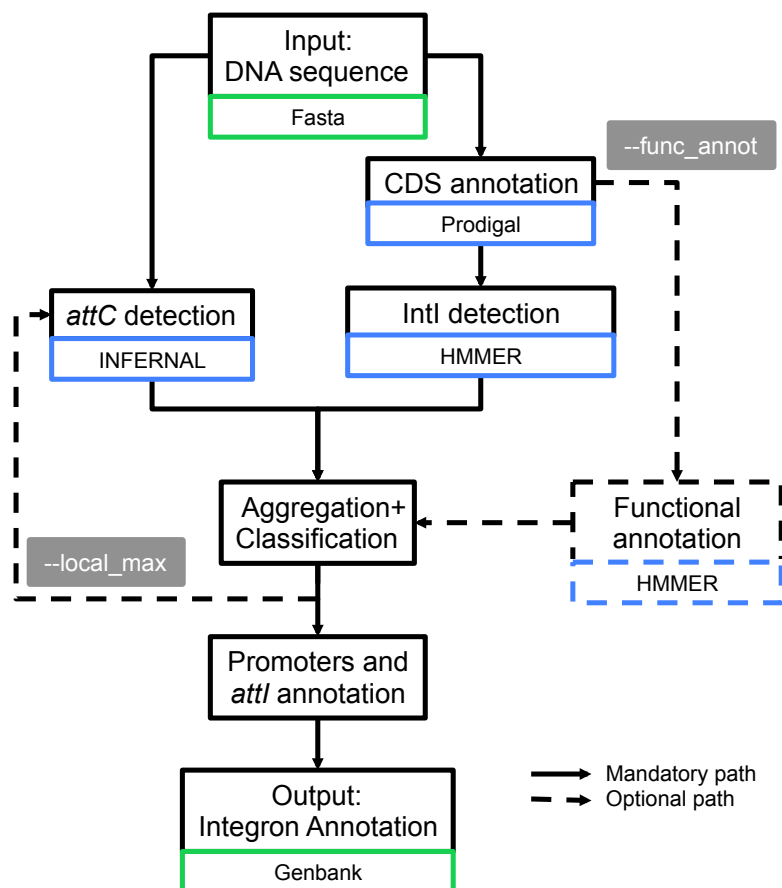 Input:
DNA sequence
Fasta
--func_annot
CDS annotation
Prodigal
attC detection
INFERNAL
IntI detection
HMMER
Aggregation+
Classification
Functional
annotation
HMMER
--local_max
Promoters and
attI annotation
Output:
Integron Annotation
Genbank
Mandatory path
Optional path